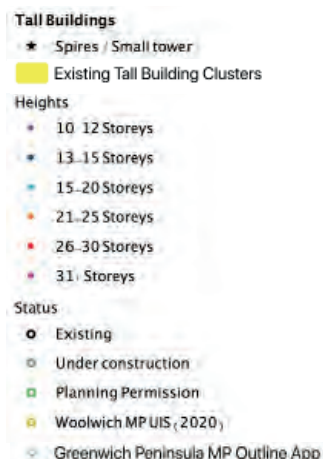 Tall Buildings
Spires / Small tower
Existing Tall Building Clusters
Heights
10 12 Storeys
13-15 Storeys
15-20 Storeys
21-25 Storeys
26-30 Storeys
31+ Storeys
Status
Existing
Under construction
Planning Permission
Woolwich MP UIS (2020)
Greenwich Peninsula MP Outline App